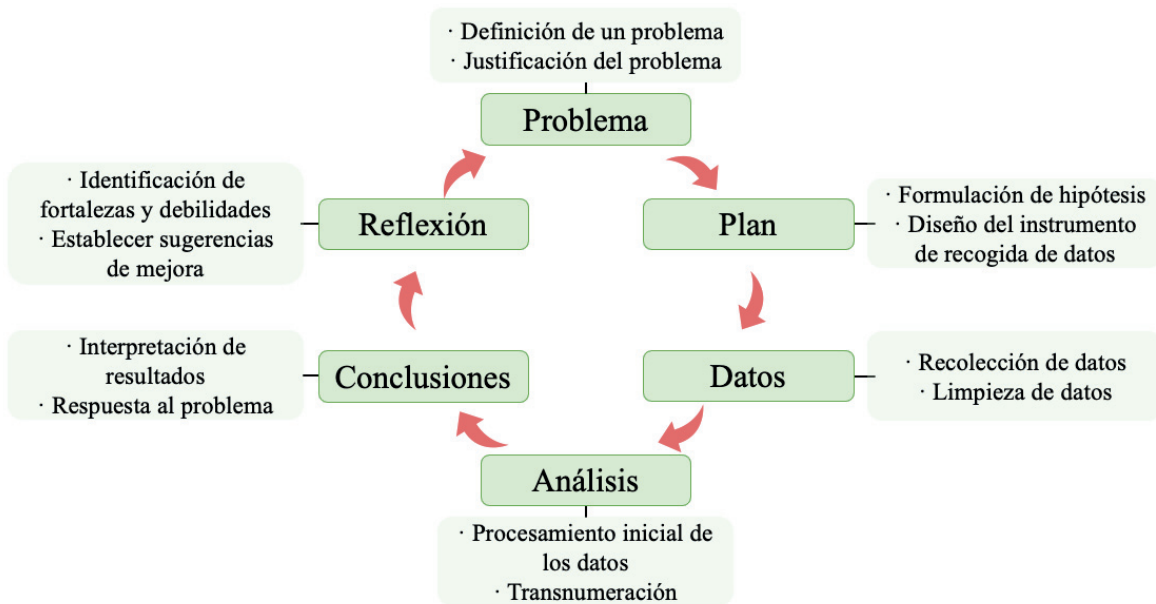 · Definición de un problema
· Justificación del problema
Problema
Plan
· Formulación de hipótesis
· Diseño del instrumento
de recogida de datos
Datos
· Recolección de datos
· Limpieza de datos
Análisis
· Procesamiento inicial de
los datos
· Transnumeración
Conclusiones
· Interpretación de
resultados
· Respuesta al problema
Reflexión
· Identificación de
fortalezas y debilidades
· Establecer sugerencias
de mejora